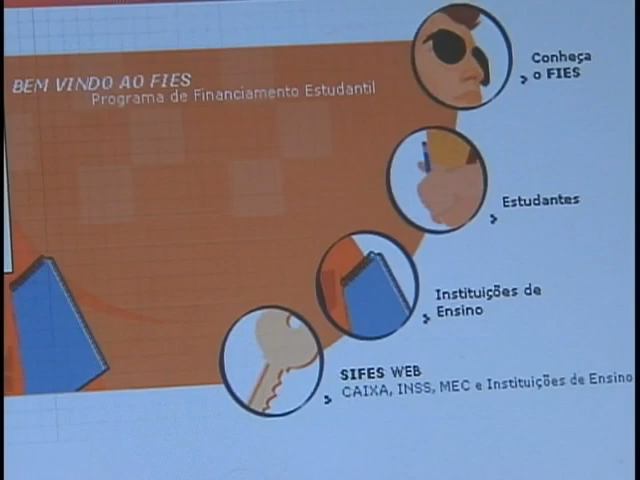 BEM VINDO AO FIES
Programa de Financiamento Estudantil
Conheça
o FIES
Estudantes
Instituições de
Ensino
SIFES WEB
CAIXA, INSS, MEC e Instituições de Ensino